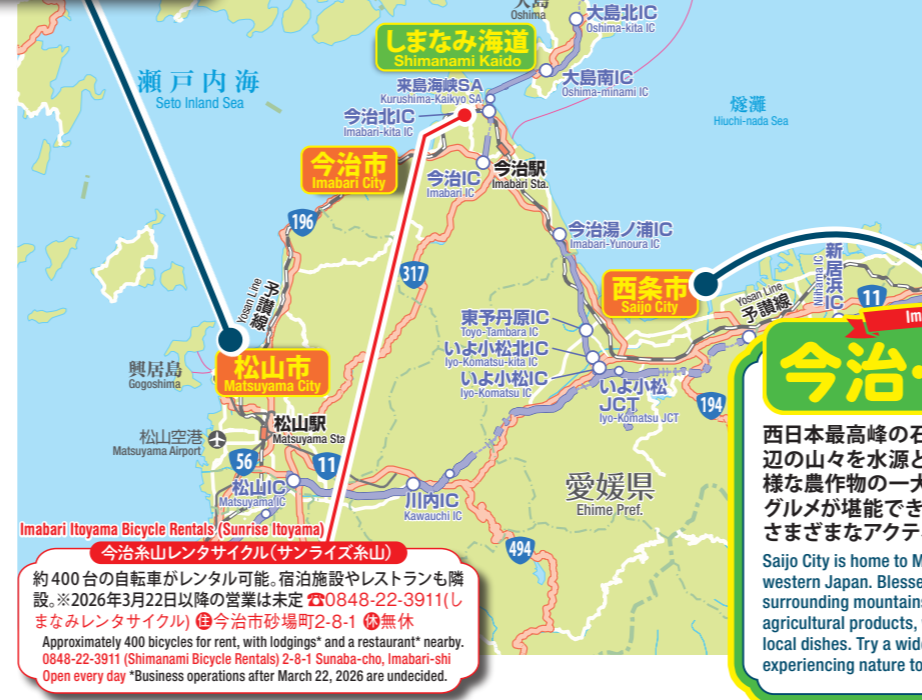 大島
Oshima
大島北IC
Oshima-kita IC
しまなみ海道
Shimanami Kaido
瀬戸内海
Seto Inland Sea
来島海峡SA
Kurushima-Kaikyo SA
大島南IC
Oshima-minami IC
今治北IC
Imabari-kita IC
燧灘
Hiuchi-nada Sea
今治市
Imabari City
今治IC
Imabari IC
今治駅
Imabari Sta.
196
今治湯ノ浦IC
Imabari-Yunoura IC
317
新居浜IC
Niihama IC
西条市
Saijo City
Yosan Line
予讃線
11
Yosan Line
予讃線
東予丹原IC
Toyo-Tambara IC
いよ小松北IC
Iyo-Komatsu-kita IC
いよ小松IC
Iyo-Komatsu IC
いよ小松
JCT
Iyo-Komatsu JCT
194
興居島
Gogoshima
松山市
Matsuyama City
松山駅
Matsuyama Sta
松山空港
Matsuyama Airport
56
11
松山IC
Matsuyama IC
川内IC
Kawauchi IC
愛媛県
Ehime Pref.
494
Im
今治・
西日本最高峰の石
辺の山々を水源と
様な農作物の一大
グルメが堪能でき
さまざまなアクテ
Saijo City is home to M
western Japan. Blesse
surrounding mountains
agricultural products,
local dishes. Try a wide
experiencing nature to
Imabari Itoyama Bicycle Rentals (Sunrise Itoyama)
今治糸山レンタサイクル(サンライズ糸山)
約400台の自転車がレンタル可能。宿泊施設やレストランも隣
設。※2026年3月22日以降の営業は未定 ☎0848-22-3911(し
まなみレンタサイクル) 住今治市砂場町2-8-1 休無休
Approximately 400 bicycles for rent, with lodgings* and a restaurant* nearby.
0848-22-3911 (Shimanami Bicycle Rentals) 2-8-1 Sunaba-cho, Imabari-shi
Open every day *Business operations after March 22, 2026 are undecided.